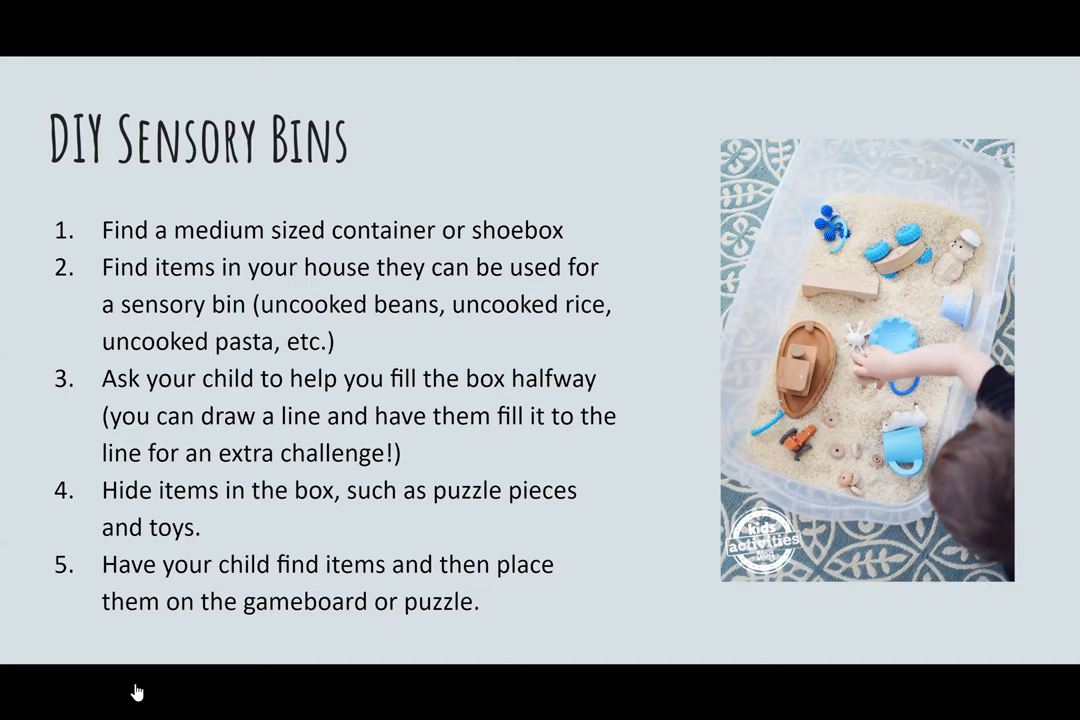 DIY Sensory Bins
1. Find a medium sized container or shoebox
2. Find items in your house they can be used for
a sensory bin (uncooked beans, uncooked rice,
uncooked pasta, etc.)
3. Ask your child to help you fill the box halfway
(you can draw a line and have them fill it to the
line for an extra challenge!)
4. Hide items in the box, such as puzzle pieces
and toys.
5. Have your child find items and then place
them on the gameboard or puzzle.
kids
activities
blog